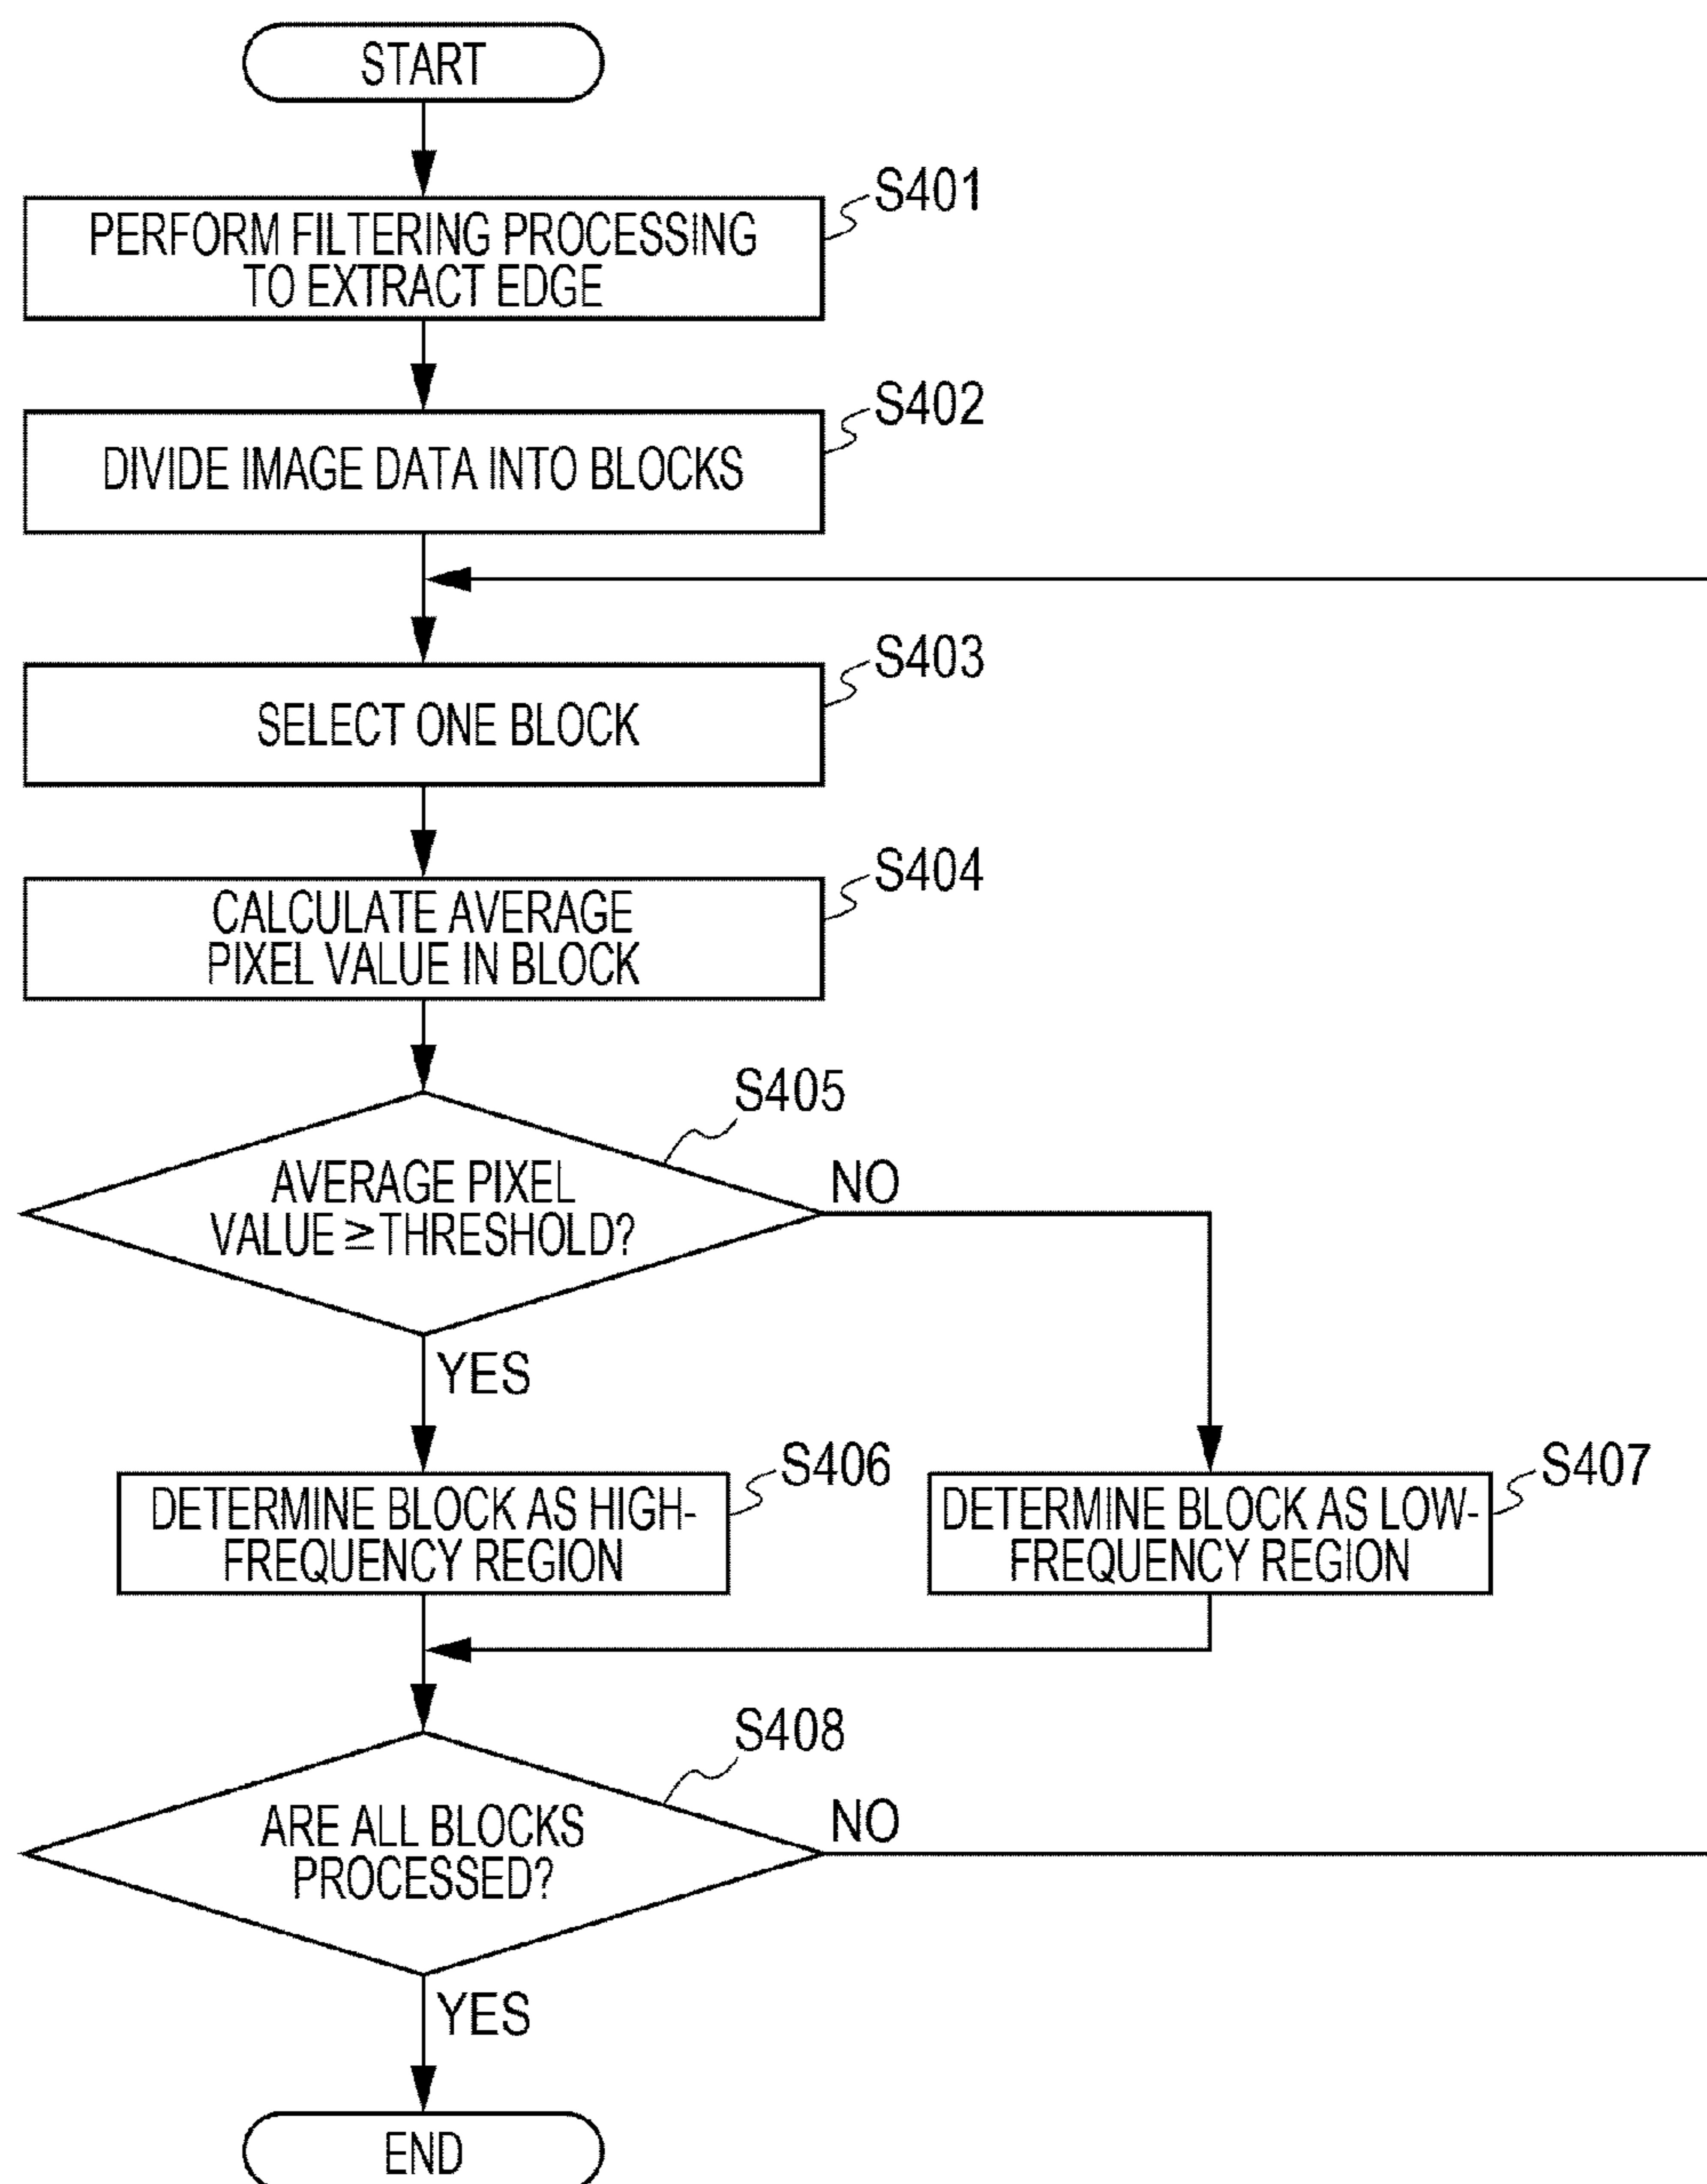 START
S401
PERFORM FILTERING PROCESSING
TO EXTRACT EDGE
S402
DIVIDE IMAGE DATA INTO BLOCKS
S403
SELECT ONE BLOCK
S404
CALCULATE AVERAGE
PIXEL VALUE IN BLOCK
S405
AVERAGE PIXEL
VALUE ≥THRESHOLD?
NO
YES
S406
DETERMINE BLOCK AS HIGH-
FREQUENCY REGION
S407
DETERMINE BLOCK AS LOW-
FREQUENCY REGION
S408
ARE ALL BLOCKS
PROCESSED?
NO
YES
END